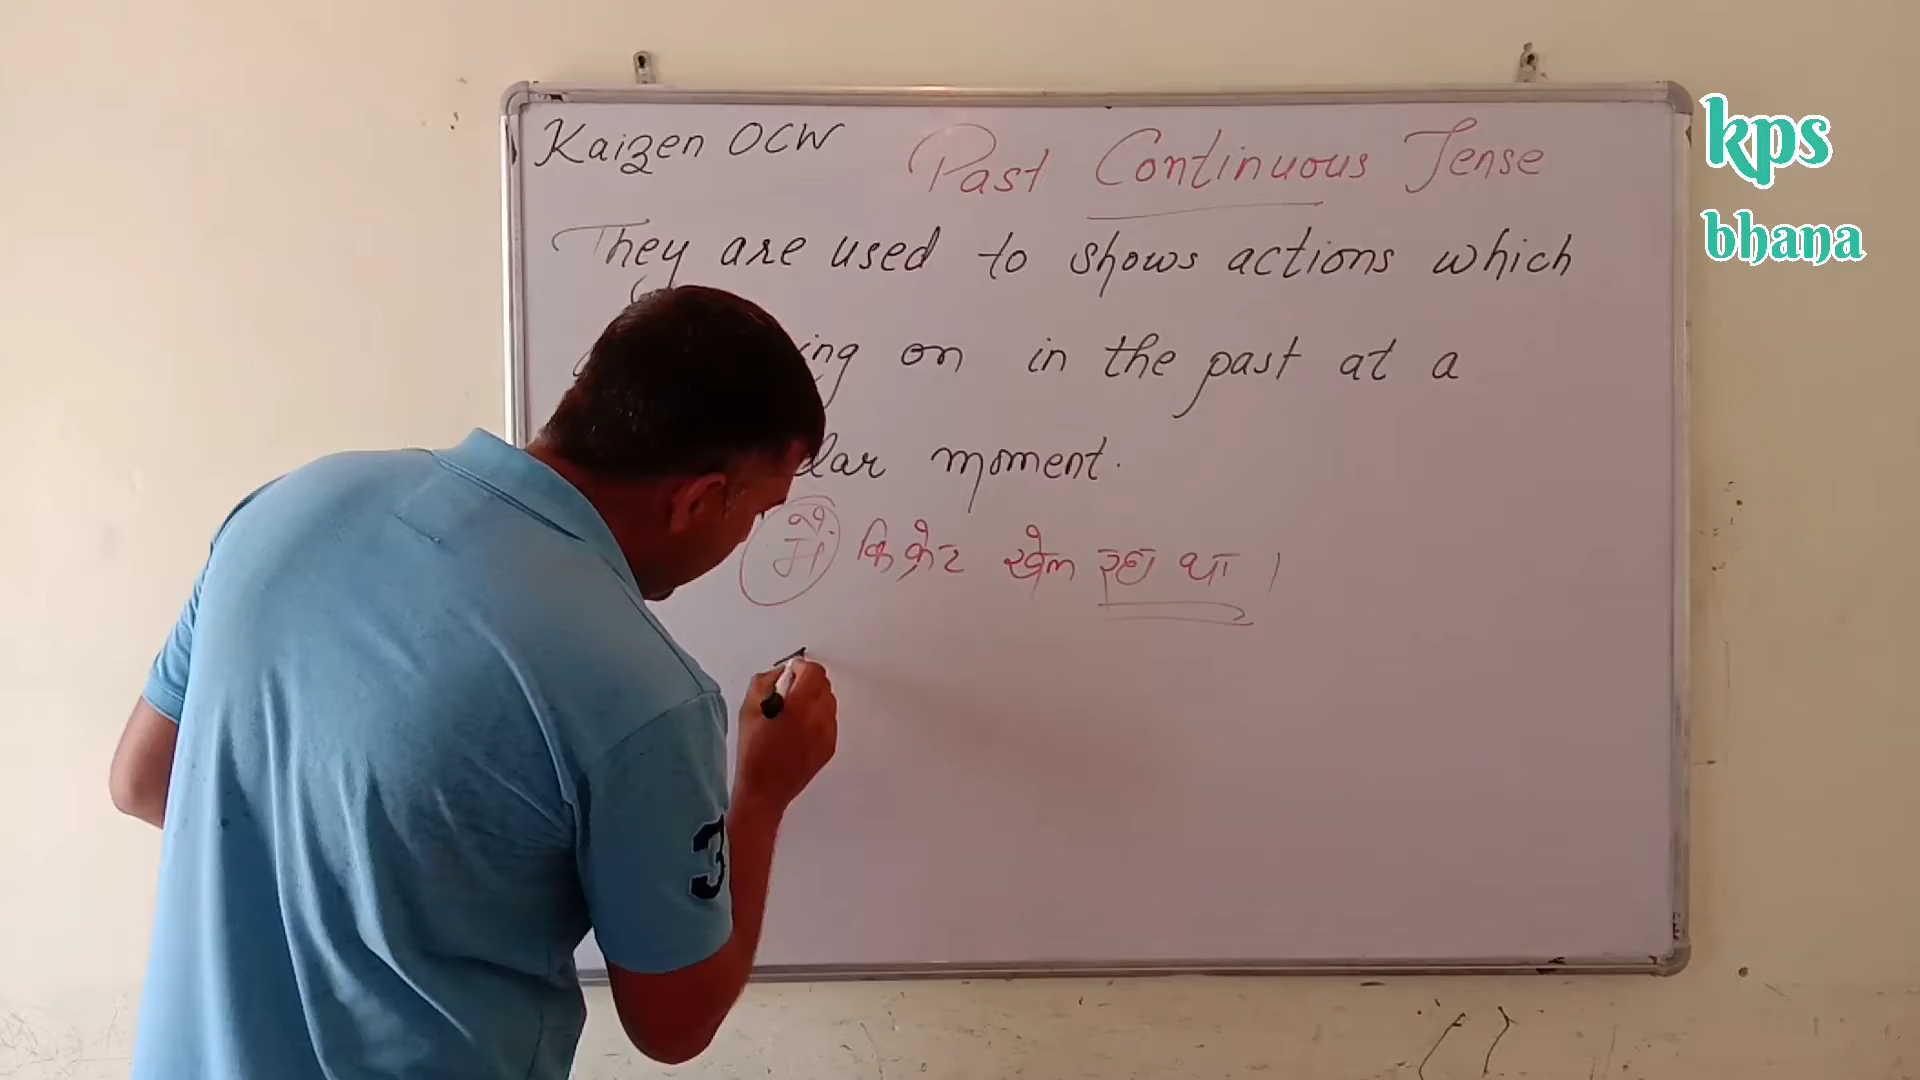 Kaizen OCW Past Continuous Tense
They are used to shows actions which
on in the past at a
moment.
मैं क्रिकेट खेल रहा था।
kps
bhana
3